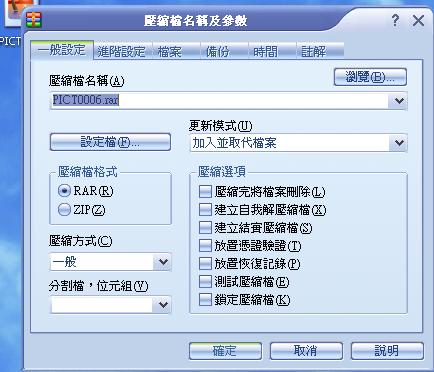 PICT
壓縮檔名稱及參數
一般設定 進階設定 檔案 備份 時間 註解
壓縮檔名稱(A)
瀏覽(B)...
PICT0006.rar
更新模式(U)
設定檔(F)...
加入並取代檔案
壓縮檔格式
RAR(R)
ZIP(Z)
壓縮方式(C)
一般
分割檔，位元組(V)
壓縮選項
壓縮完將檔案刪除(L)
建立自我解壓縮檔(X)
建立結實壓縮檔(S)
放置憑證驗證(T)
放置恢復記錄(P)
測試壓縮檔(E)
鎖定壓縮檔(K)
確定 取消 說明